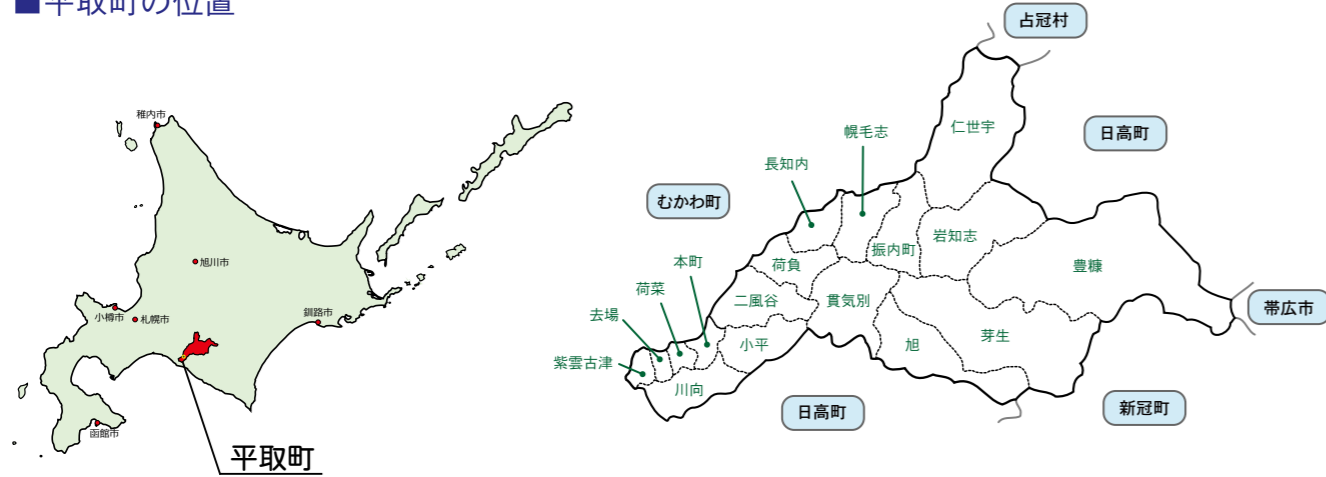 ■平取町の位置
稚内市
旭川市
小樽市
札幌市
釧路市
函館市
平取町
占冠村
日高町
むかわ町
帯広市
新冠町
日高町
仁世宇
幌毛志
長知内
岩知志
振内町
豊糠
荷負
本町
荷菜
二風谷
貫気別
去場
小平
旭
芽生
紫雲古津
川向